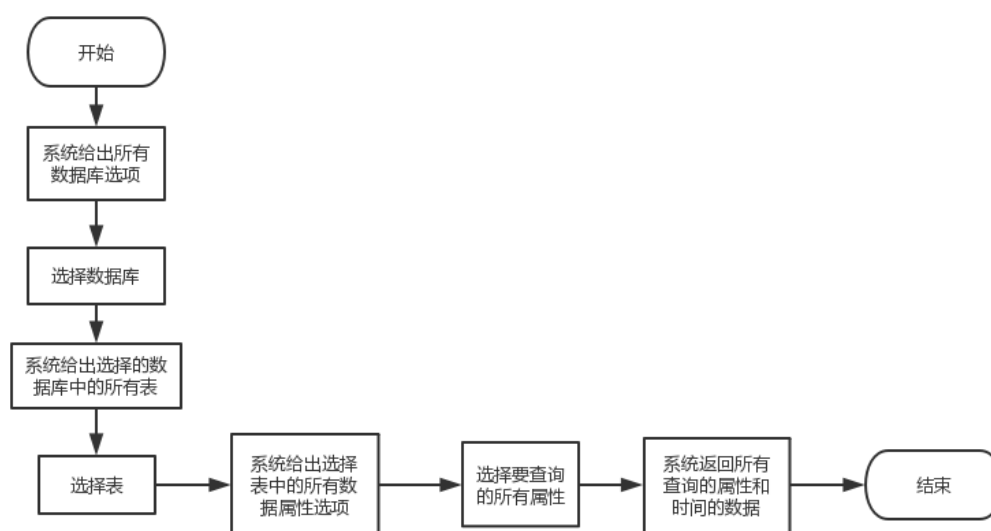 开始
系统给出所有
数据库选项
选择数据库
系统给出选择的数
据库中的所有表
选择表
系统给出选择
表中的所有数
据属性选项
选择要查询
的所有属性
系统返回所有
查询的属性和
时间的数据
结束